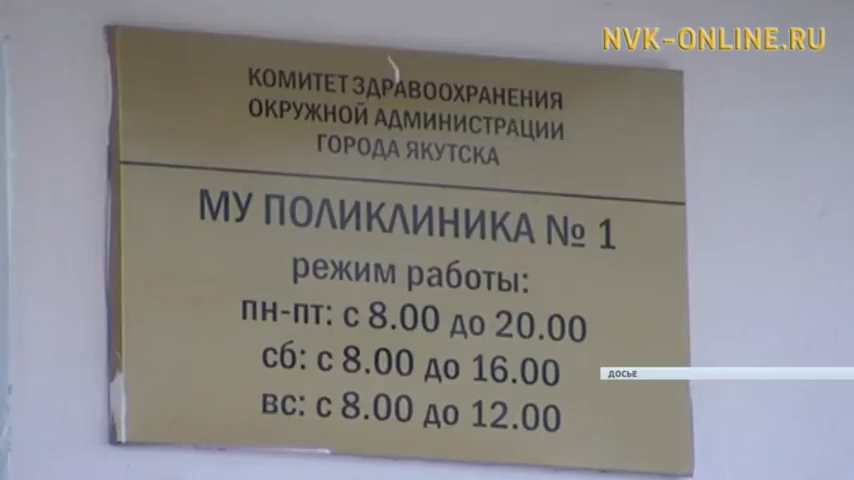 NVK-ONLINE.RU
КОМИТЕТ ЗДРАВООХРАНЕНИЯ
ОКРУЖНОЙ АДМИНИСТРАЦИИ
ГОРОДА ЯКУТСКА
МУ ПОЛИКЛИНИКА № 1
режим работы:
пн-пт: с 8.00 до 20.00
сб: с 8.00 до 16.00
ДОСЬЕ
вс: с 8.00 до 12.00